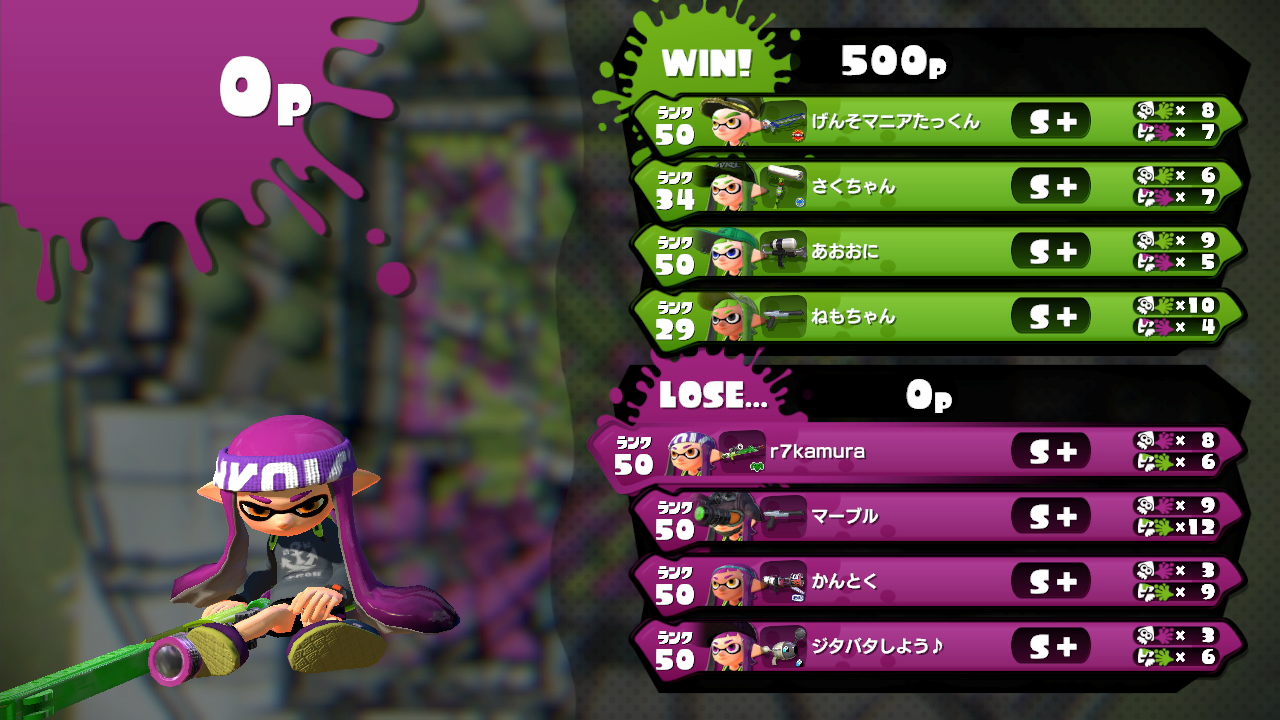 0p
WIN!
500p
ランク
50
げんそマニアたっくん
S+
× 8
× 7
ランク
34
さくちゃん
S+
× 6
× 7
ランク
50
あおおに
S+
× 9
× 5
ランク
29
ねもちゃん
S+
×10
× 4
LOSE...
0p
ランク
50
r7kamura
S+
× 8
× 6
ランク
50
マーブル
S+
× 9
×12
ランク
50
かんとく
S+
× 3
× 9
ランク
50
ジタバタしよう♪
S+
× 3
× 6